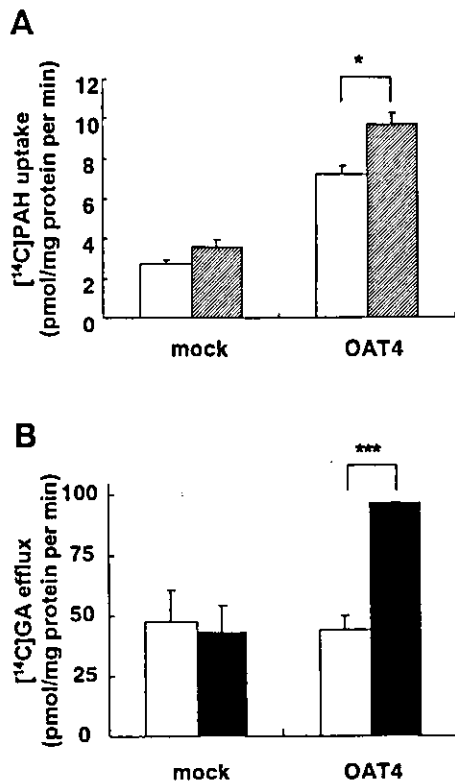 A
*
12
10
8
6
4
2
0
[¹⁴C]PAH uptake
(pmol/mg protein per min)
mock OAT4
B
***
100
75
50
25
0
[¹⁴C]GA efflux
(pmol/mg protein per min)
mock OAT4